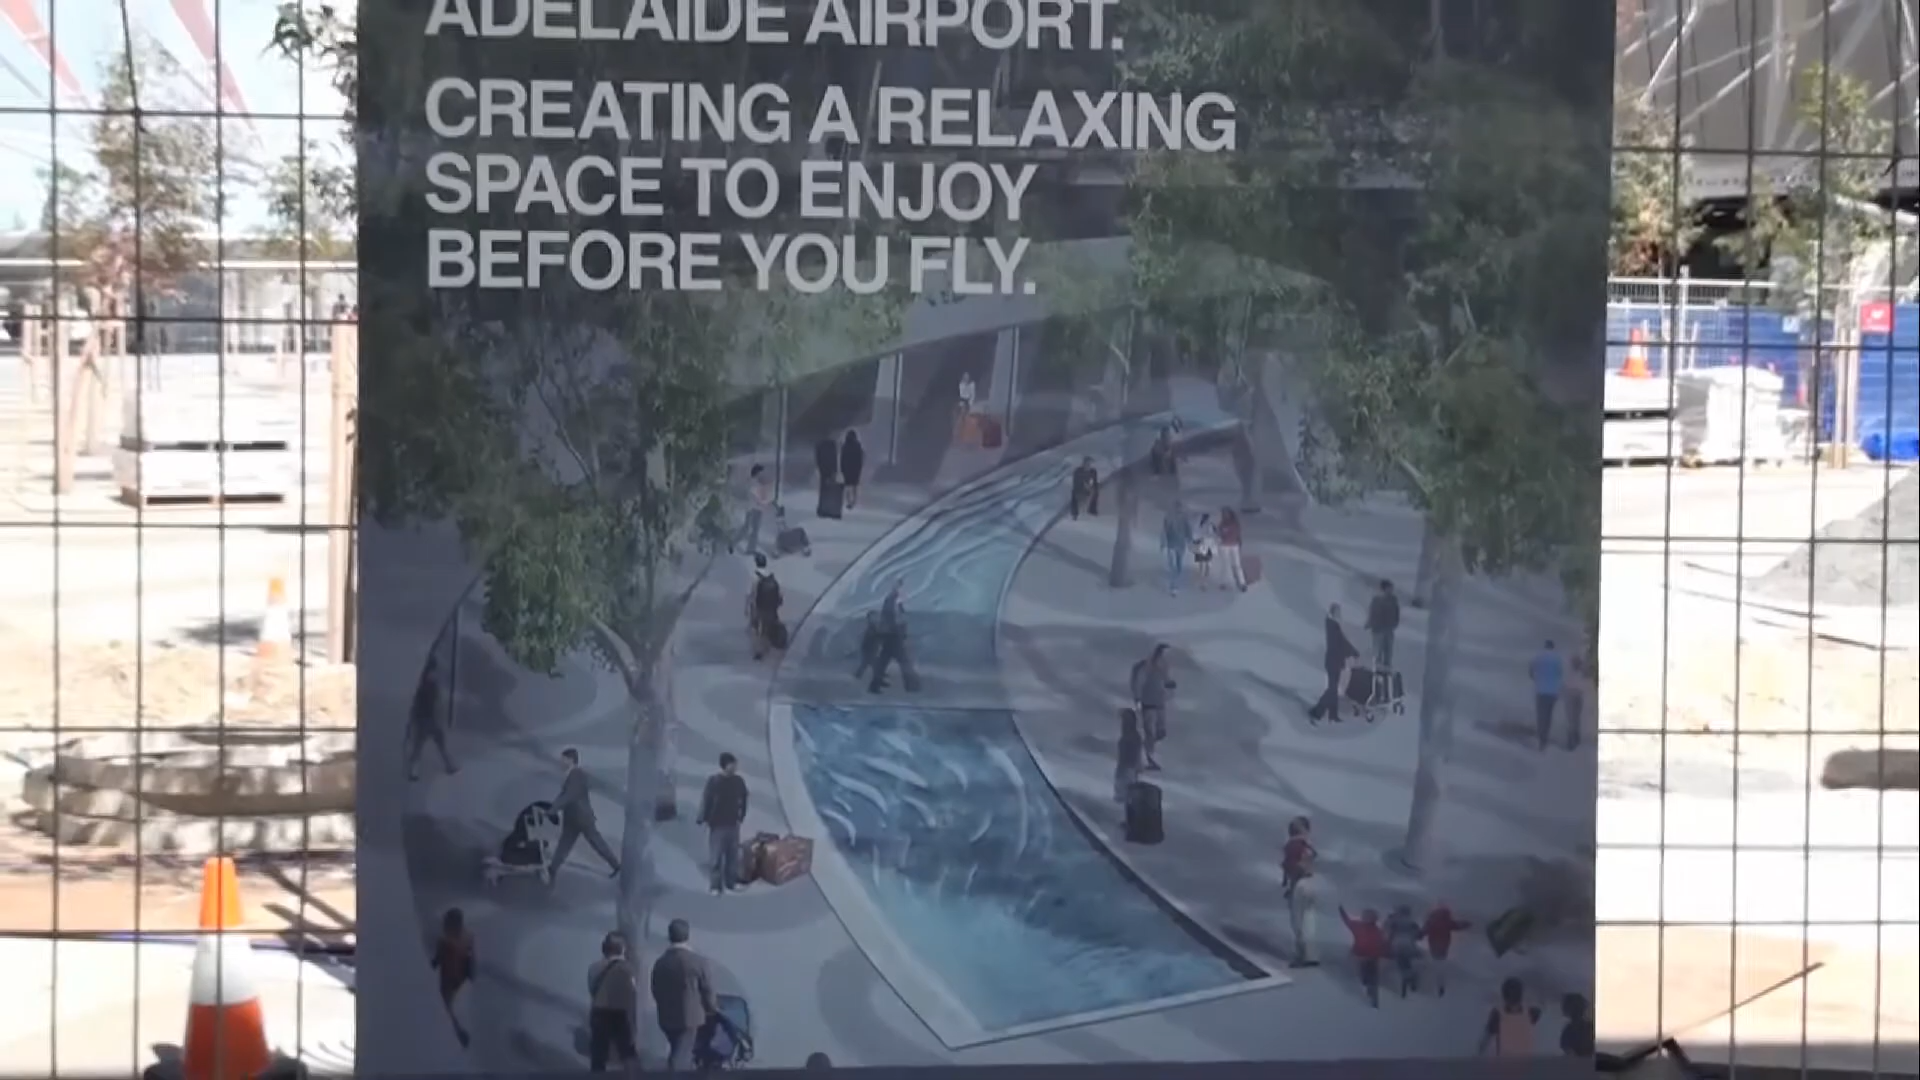 ADELAIDE AIRPORT.
CREATING A RELAXING
SPACE TO ENJOY
BEFORE YOU FLY.